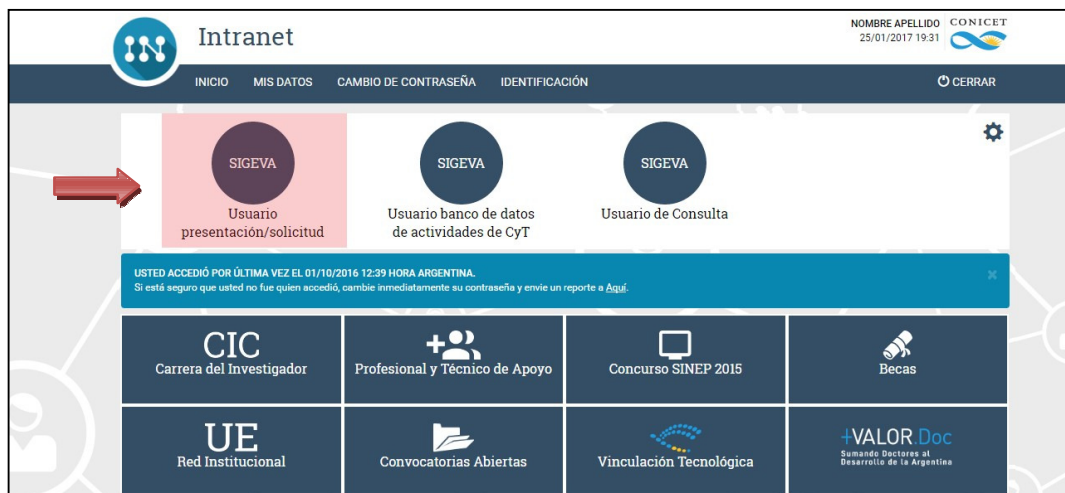 IN
Intranet
NOMBRE APELLIDO
25/01/2017 19:31
CONICET
INICIO MIS DATOS CAMBIO DE CONTRASEÑA IDENTIFICACIÓN CERRAR
SIGEVA
Usuario
presentación/solicitud
SIGEVA
Usuario banco de datos
de actividades de CyT
SIGEVA
Usuario de Consulta
USTED ACCEDIÓ POR ÚLTIMA VEZ EL 01/10/2016 12:39 HORA ARGENTINA.
Si está seguro que usted no fue quien accedió, cambie inmediatamente su contraseña y envie un reporte a Aquí.
CIC
Carrera del Investigador
Profesional y Técnico de Apoyo
Concurso SINEP 2015
Becas
UE
Red Institucional
Convocatorias Abiertas
Vinculación Tecnológica
+VALOR.Doc
Sumando Doctores al
Desarrollo de la Argentina